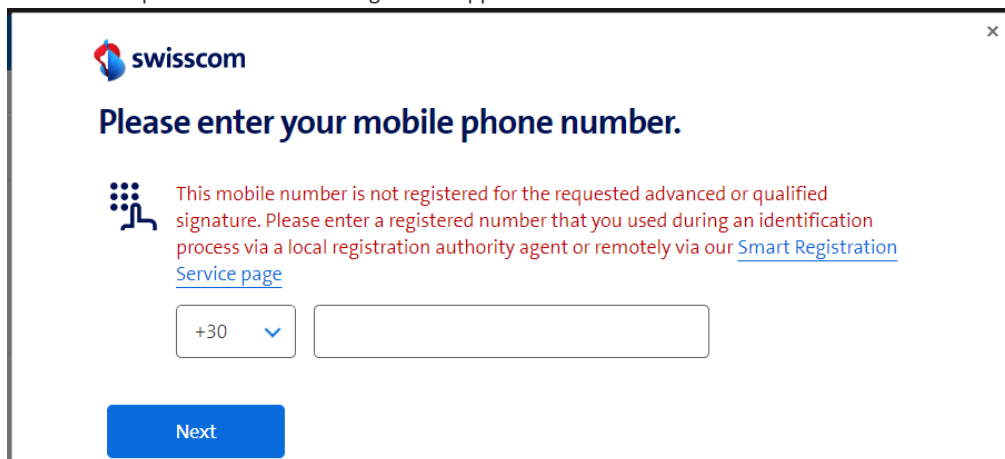 ×
swisscom
Please enter your mobile phone number.
This mobile number is not registered for the requested advanced or qualified
signature. Please enter a registered number that you used during an identification
process via a local registration authority agent or remotely via our Smart Registration
Service page
+30
Next